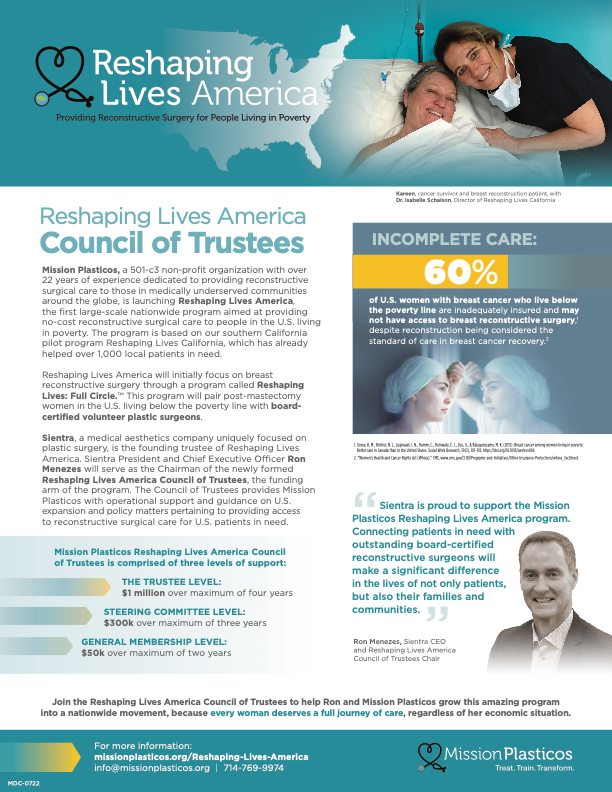 Reshaping
Lives America
Providing Reconstructive Surgery for People Living in Poverty
Kareen, cancer survivor and breast reconstruction patient, with
Dr. Isabelle Schaison, Director of Reshaping Lives California
Reshaping Lives America
Council of Trustees
Mission Plasticos, a 501-c3 non-profit organization with over
22 years of experience dedicated to providing reconstructive
surgical care to those in medically underserved communities
around the globe, is launching Reshaping Lives America,
the first large-scale nationwide program aimed at providing
no-cost reconstructive surgical care to people in the U.S. living
in poverty. The program is based on our southern California
pilot program Reshaping Lives California, which has already
helped over 1,000 local patients in need.
Reshaping Lives America will initially focus on breast
reconstructive surgery through a program called Reshaping
Lives: Full Circle.™ This program will pair post-mastectomy
women in the U.S. living below the poverty line with board-
certified volunteer plastic surgeons.
Sientra, a medical aesthetics company uniquely focused on
plastic surgery, is the founding trustee of Reshaping Lives
America. Sientra President and Chief Executive Officer Ron
Menezes will serve as the Chairman of the newly formed
Reshaping Lives America Council of Trustees, the funding
arm of the program. The Council of Trustees provides Mission
Plasticos with operational support and guidance on U.S.
expansion and policy matters pertaining to providing access
to reconstructive surgical care for U.S. patients in need.
Mission Plasticos Reshaping Lives America Council
of Trustees is comprised of three levels of support:
THE TRUSTEE LEVEL:
$1 million over maximum of four years
STEERING COMMITTEE LEVEL:
$300k over maximum of three years
GENERAL MEMBERSHIP LEVEL:
$50k over maximum of two years
INCOMPLETE CARE:
60%
of U.S. women with breast cancer who live below
the poverty line are inadequately insured and may
not have access to breast reconstructive surgery,1
despite reconstruction being considered the
standard of care in breast cancer recovery.2
“Sientra is proud to support the Mission
Plasticos Reshaping Lives America program.
Connecting patients in need with
outstanding board-certified
reconstructive surgeons will
make a significant difference
in the lives of not only patients,
but also their families and
communities.”
Ron Menezes, Sientra CEO
and Reshaping Lives America
Council of Trustees Chair
Join the Reshaping Lives America Council of Trustees to help Ron and Mission Plasticos grow this amazing program
into a nationwide movement, because every woman deserves a full journey of care, regardless of her economic situation.
For more information:
missionplasticos.org/Reshaping-Lives-America
info@missionplasticos.org | 714-769-9974
MissionPlasticos
Treat. Train. Transform.
MDC-0722